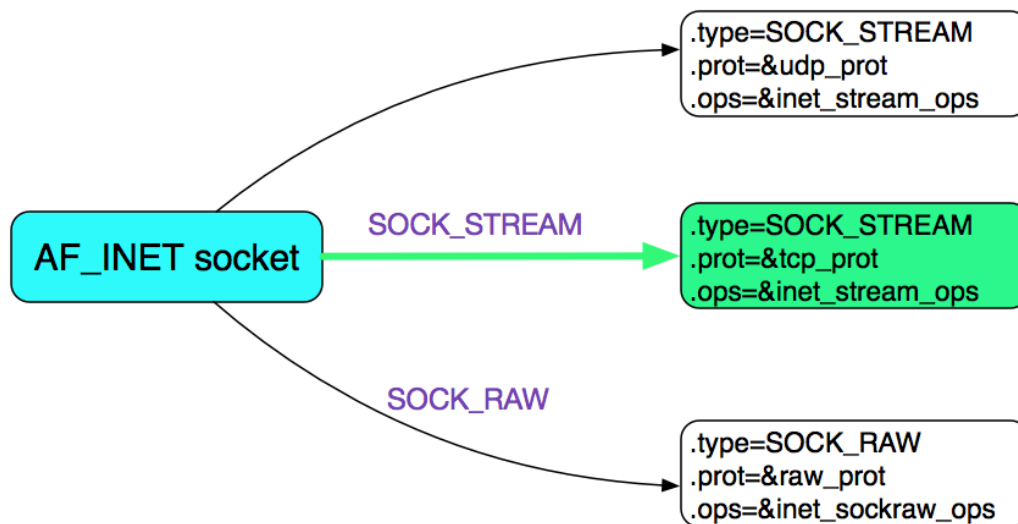 .type=SOCK_STREAM
.prot=&udp_prot
.ops=&inet_stream_ops
AF_INET socket
SOCK_STREAM
.type=SOCK_STREAM
.prot=&tcp_prot
.ops=&inet_stream_ops
SOCK_RAW
.type=SOCK_RAW
.prot=&raw_prot
.ops=&inet_sockraw_ops